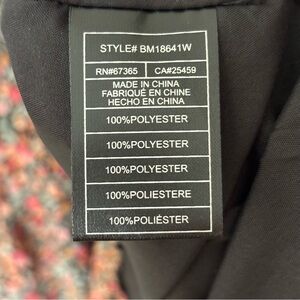 STYLE# BM18641W
RN#67365 CA#25459
MADE IN CHINA
FABRIQUÉ EN CHINE
HECHO EN CHINA
100%POLYESTER
100%POLYESTER
100%POLYESTER
100%POLIESTERE
100%POLIÉSTER